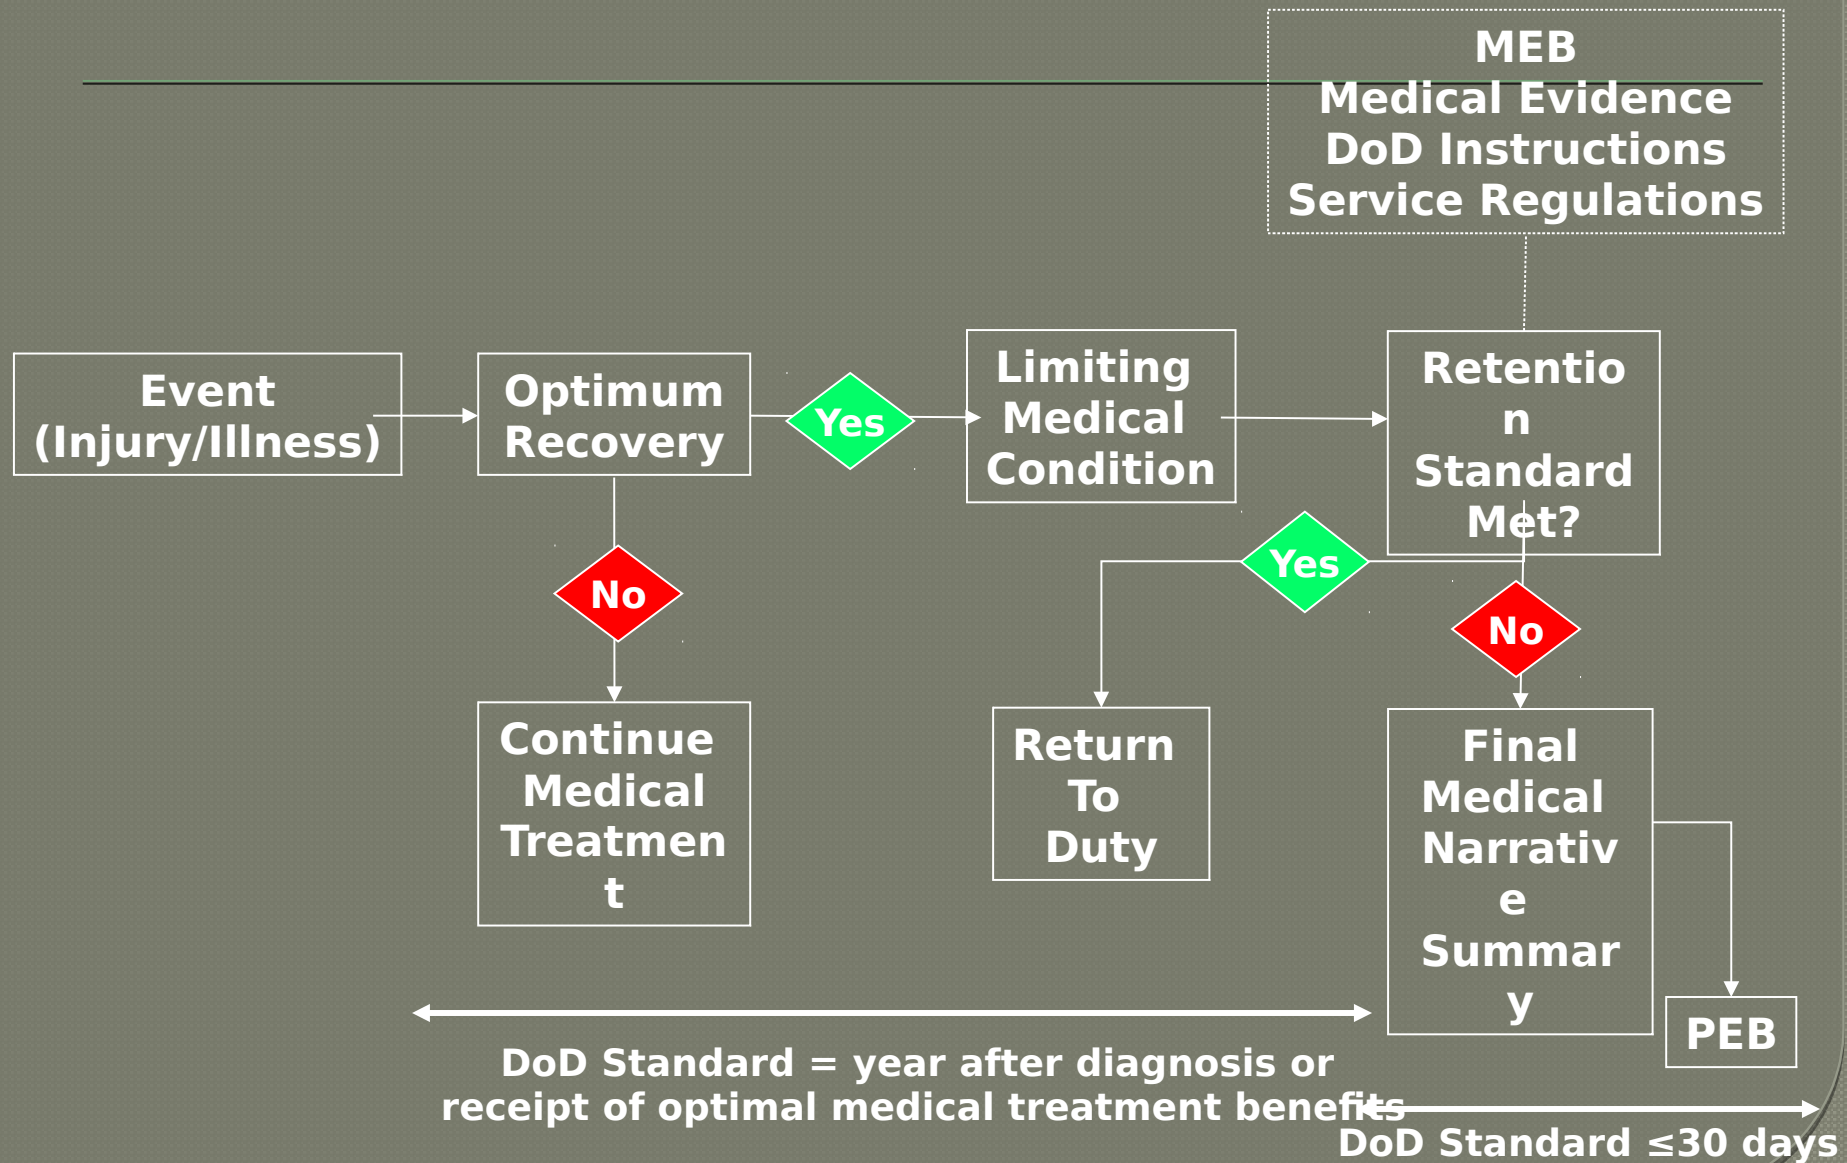 MEB
Medical Evidence
DoD Instructions
Service Regulations
Event
(Injury/Illness)
Optimum
Recovery
Yes
Limiting
Medical
Condition
Retentio
n
Standard
Met?
Yes
No
No
Continue
Medical
Treatmen
t
Return
To
Duty
Final
Medical
Narrativ
e
Summar
y
PEB
DoD Standard = year after diagnosis or
receipt of optimal medical treatment benefits
DoD Standard ≤30 days